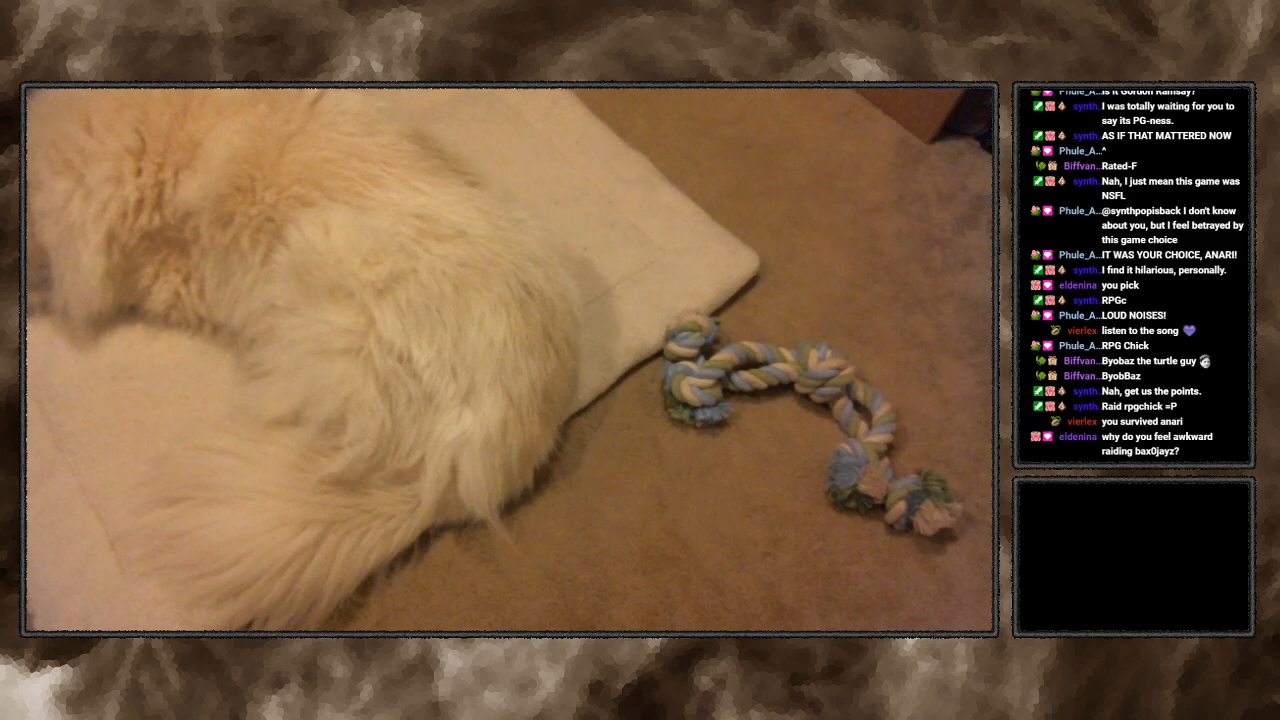 Phule_A...Is it Gordon Ramsay?
synth...I was totally waiting for you to
say its PG-ness.
synth...AS IF THAT MATTERED NOW
Phule_A...^
Biffvan...Rated-F
synth...Nah, I just mean this game was
NSFL
Phule_A...@synthpopisback I don't know
about you, but I feel betrayed by
this game choice
Phule_A...IT WAS YOUR CHOICE, ANARI!
synth...I find it hilarious, personally.
eldenina you pick
synth...RPGc
Phule_A...LOUD NOISES!
vierlex listen to the song 💜
Phule_A...RPG Chick
Biffvan...Byobaz the turtle guy
Biffvan...ByobBaz
synth...Nah, get us the points.
synth...Raid rpgchick =P
vierlex you survived anari
eldenina why do you feel awkward
raiding bax0jayz?